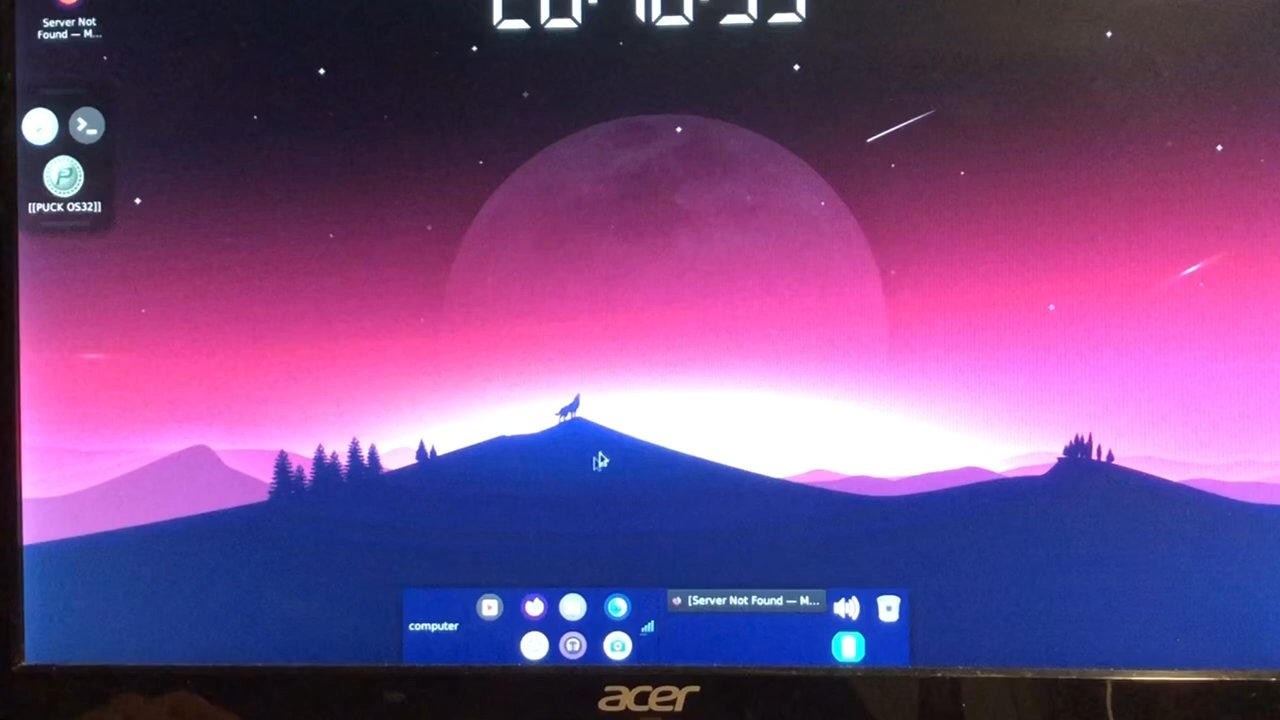 Server Not
Found — M...
[[PUCK OS32]]
computer
[Server Not Found — M...
acer